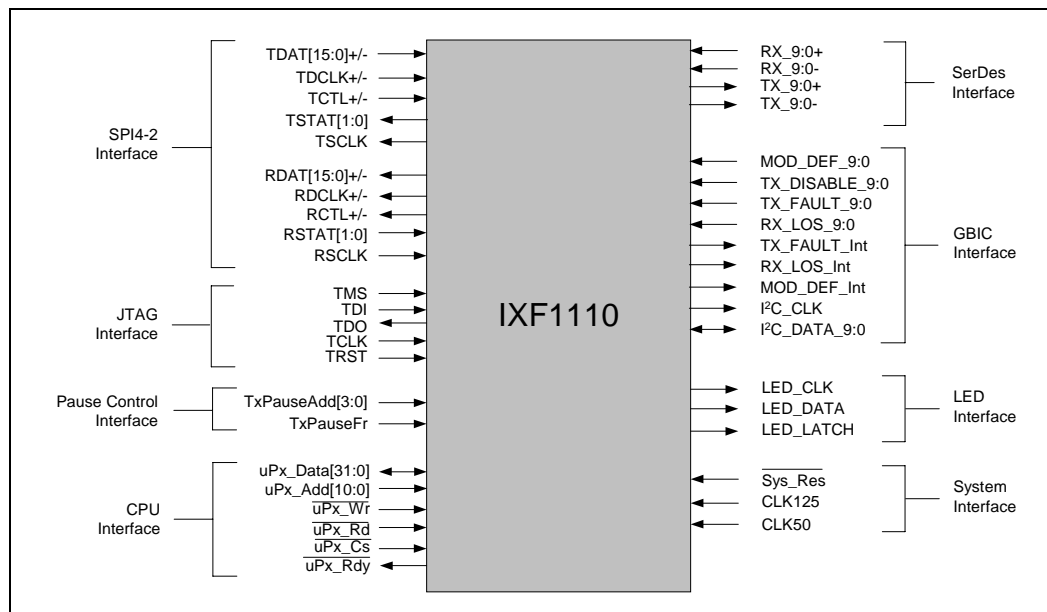 SPI4-2
Interface
TDAT[15:0]+/-
TDCLK+/-
TCTL+/-
TSTAT[1:0]
TSCLK
RDAT[15:0]+/-
RDCLK+/-
RCTL+/-
RSTAT[1:0]
RSCLK
JTAG
Interface
TMS
TDI
TDO
TCLK
TRST
Pause Control
Interface
TxPauseAdd[3:0]
TxPauseFr
CPU
Interface
uPx_Data[31:0]
uPx_Add[10:0]
uPx_Wr
uPx_Rd
uPx_Cs
uPx_Rdy
IXF1110
RX_9:0+
RX_9:0-
TX_9:0+
TX_9:0-
SerDes
Interface
MOD_DEF_9:0
TX_DISABLE_9:0
TX_FAULT_9:0
RX_LOS_9:0
TX_FAULT_Int
RX_LOS_Int
MOD_DEF_Int
I²C_CLK
I²C_DATA_9:0
GBIC
Interface
LED_CLK
LED_DATA
LED_LATCH
LED
Interface
Sys_Res
CLK125
CLK50
System
Interface